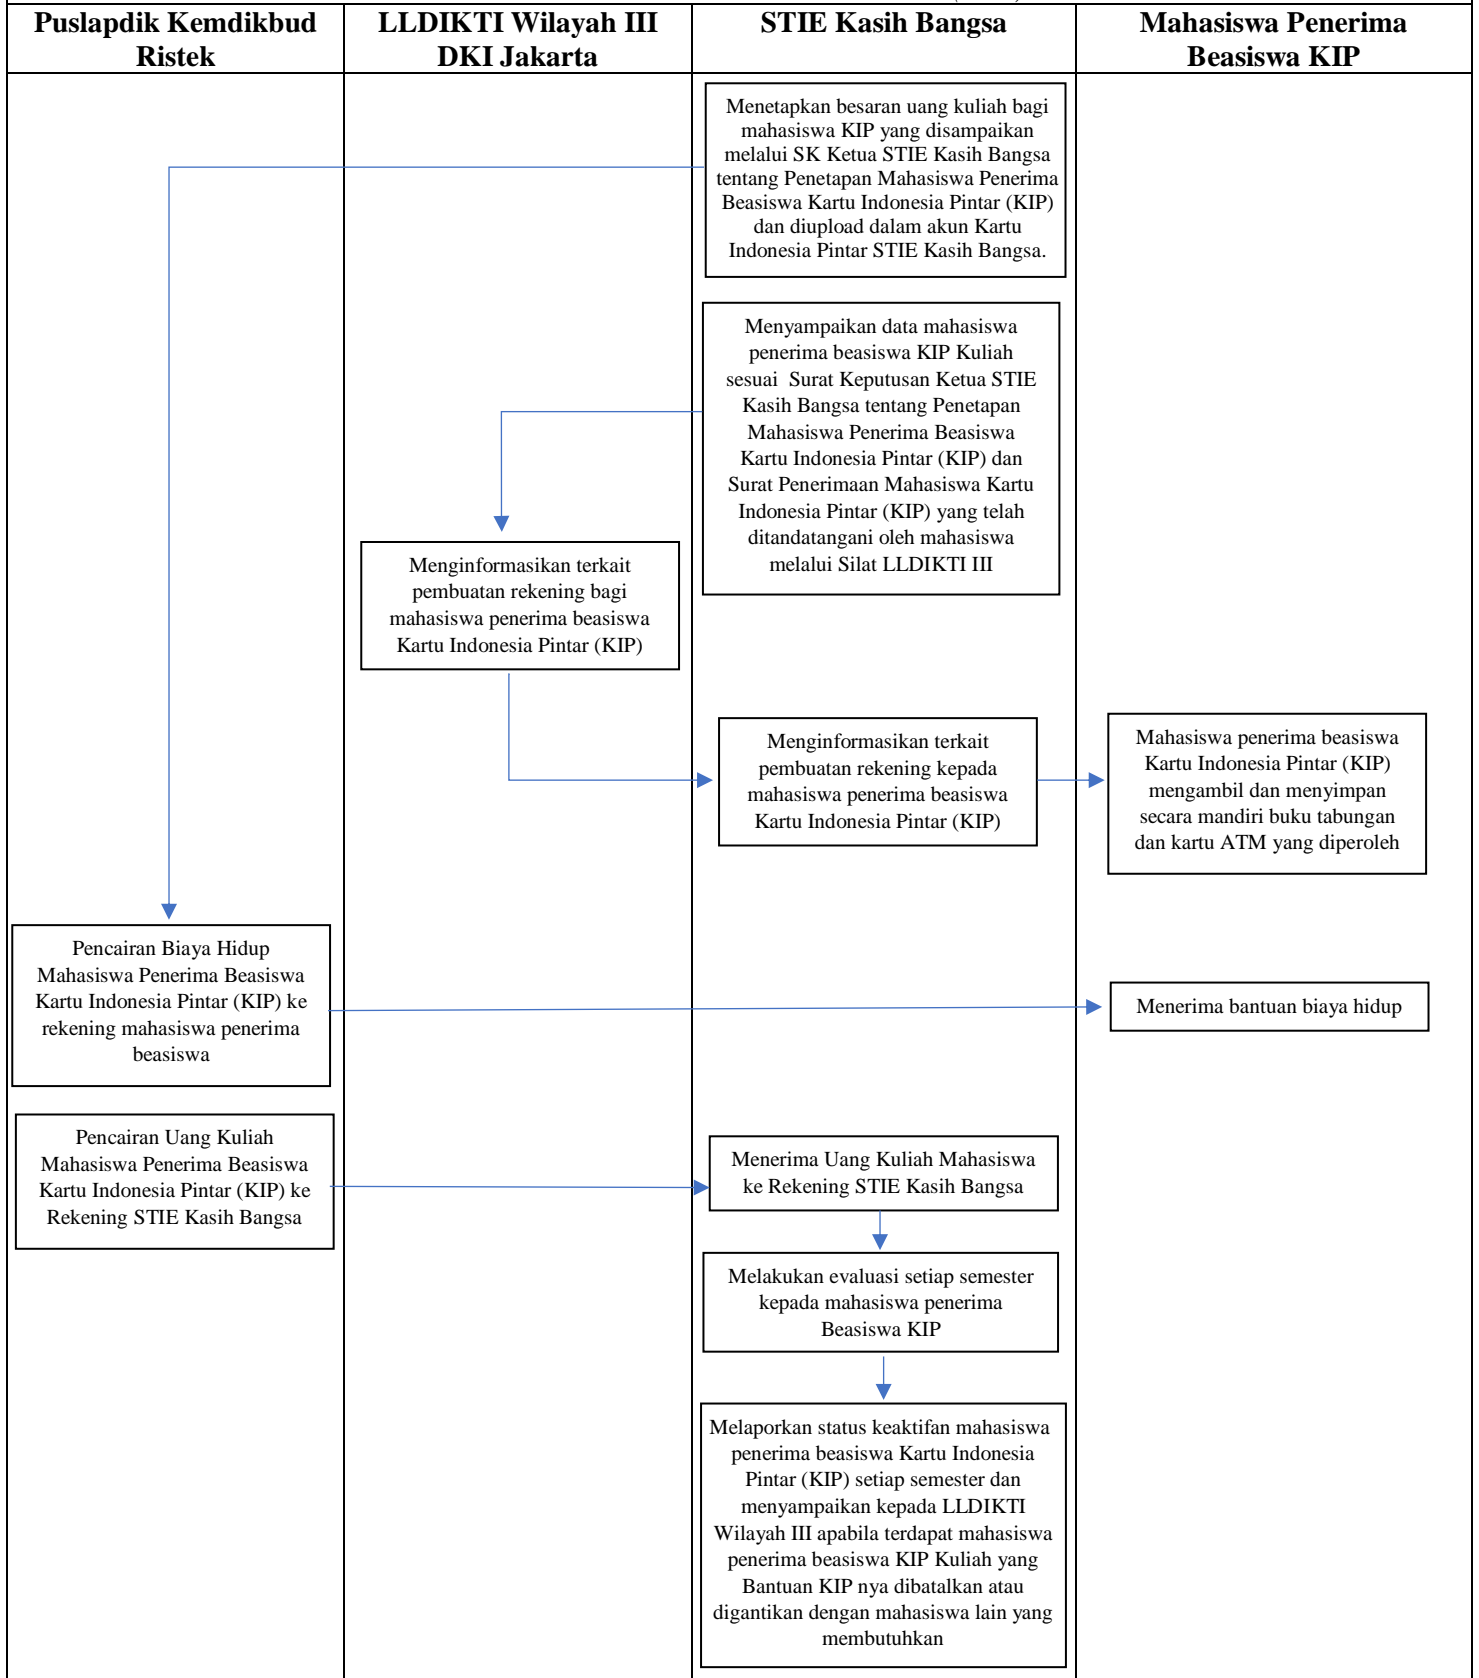 Puslapdik Kemdikbud
Ristek
LLDIKTI Wilayah III
DKI Jakarta
STIE Kasih Bangsa
Mahasiswa Penerima
Beasiswa KIP
Menetapkan besaran uang kuliah bagi
mahasiswa KIP yang disampaikan
melalui SK Ketua STIE Kasih Bangsa
tentang Penetapan Mahasiswa Penerima
Beasiswa Kartu Indonesia Pintar (KIP)
dan diupload dalam akun Kartu
Indonesia Pintar STIE Kasih Bangsa.
Menyampaikan data mahasiswa
penerima beasiswa KIP Kuliah
sesuai Surat Keputusan Ketua STIE
Kasih Bangsa tentang Penetapan
Mahasiswa Penerima Beasiswa
Kartu Indonesia Pintar (KIP) dan
Surat Penerimaan Mahasiswa Kartu
Indonesia Pintar (KIP) yang telah
ditandatangani oleh mahasiswa
melalui Silat LLDIKTI III
Menginformasikan terkait
pembuatan rekening bagi
mahasiswa penerima beasiswa
Kartu Indonesia Pintar (KIP)
Menginformasikan terkait
pembuatan rekening kepada
mahasiswa penerima beasiswa
Kartu Indonesia Pintar (KIP)
Mahasiswa penerima beasiswa
Kartu Indonesia Pintar (KIP)
mengambil dan menyimpan
secara mandiri buku tabungan
dan kartu ATM yang diperoleh
Pencairan Biaya Hidup
Mahasiswa Penerima Beasiswa
Kartu Indonesia Pintar (KIP) ke
rekening mahasiswa penerima
beasiswa
Menerima bantuan biaya hidup
Pencairan Uang Kuliah
Mahasiswa Penerima Beasiswa
Kartu Indonesia Pintar (KIP) ke
Rekening STIE Kasih Bangsa
Menerima Uang Kuliah Mahasiswa
ke Rekening STIE Kasih Bangsa
Melakukan evaluasi setiap semester
kepada mahasiswa penerima
Beasiswa KIP
Melaporkan status keaktifan mahasiswa
penerima beasiswa Kartu Indonesia
Pintar (KIP) setiap semester dan
menyampaikan kepada LLDIKTI
Wilayah III apabila terdapat mahasiswa
penerima beasiswa KIP Kuliah yang
Bantuan KIP nya dibatalkan atau
digantikan dengan mahasiswa lain yang
membutuhkan